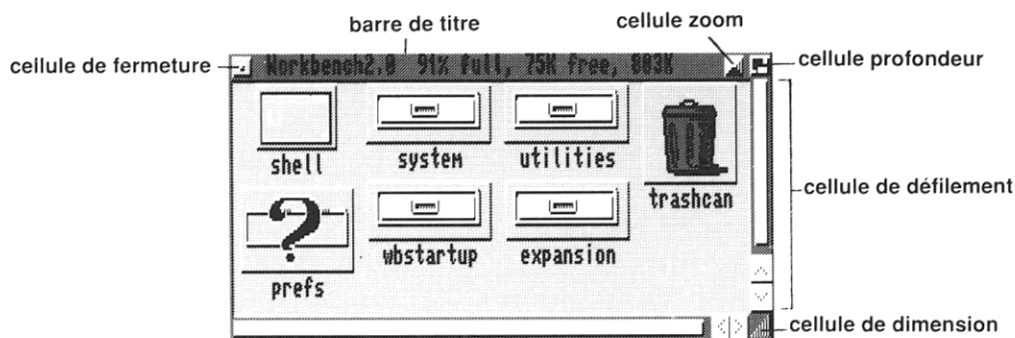 barre de titre
cellule zoom
cellule de fermeture
Workbench2.0 91% full, 75K free, 803K
cellule profondeur
shell
system
utilities
trashcan
cellule de défilement
prefs
wbstartup
expansion
cellule de dimension